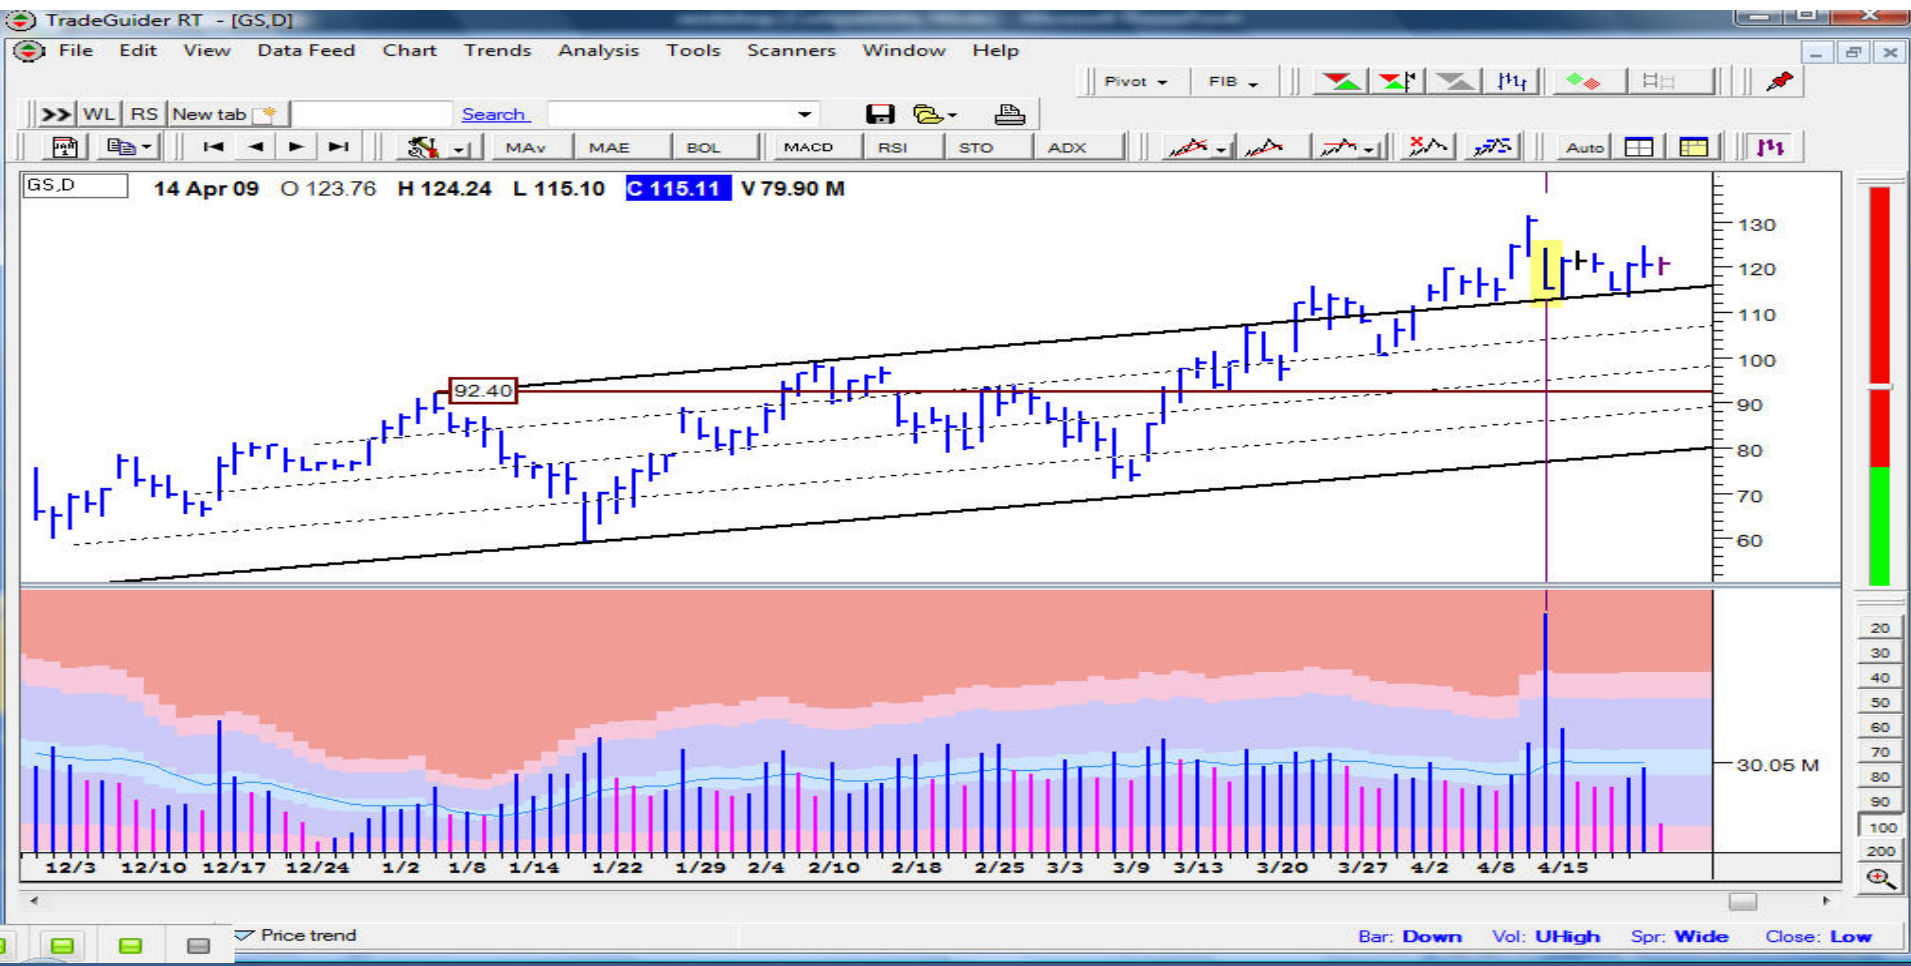 TradeGuider RT - [GS,D]
File Edit View Data Feed Chart Trends Analysis Tools Scanners Window Help
Pivot FIB
>> WL RS New tab Search
MAv MAE BOL MACD RSI STO ADX Auto
GS,D 14 Apr 09 O 123.76 H 124.24 L 115.10 C 115.11 V 79.90 M
130
120
110
100
92.40
90
80
70
60
20
30
40
50
60
70
30.05 M
80
90
100
200
12/3 12/10 12/17 12/24 1/2 1/8 1/14 1/22 1/29 2/4 2/10 2/18 2/25 3/3 3/9 3/13 3/20 3/27 4/2 4/8 4/15
Price trend
Bar: Down Vol: UHigh Spr: Wide Close: Low